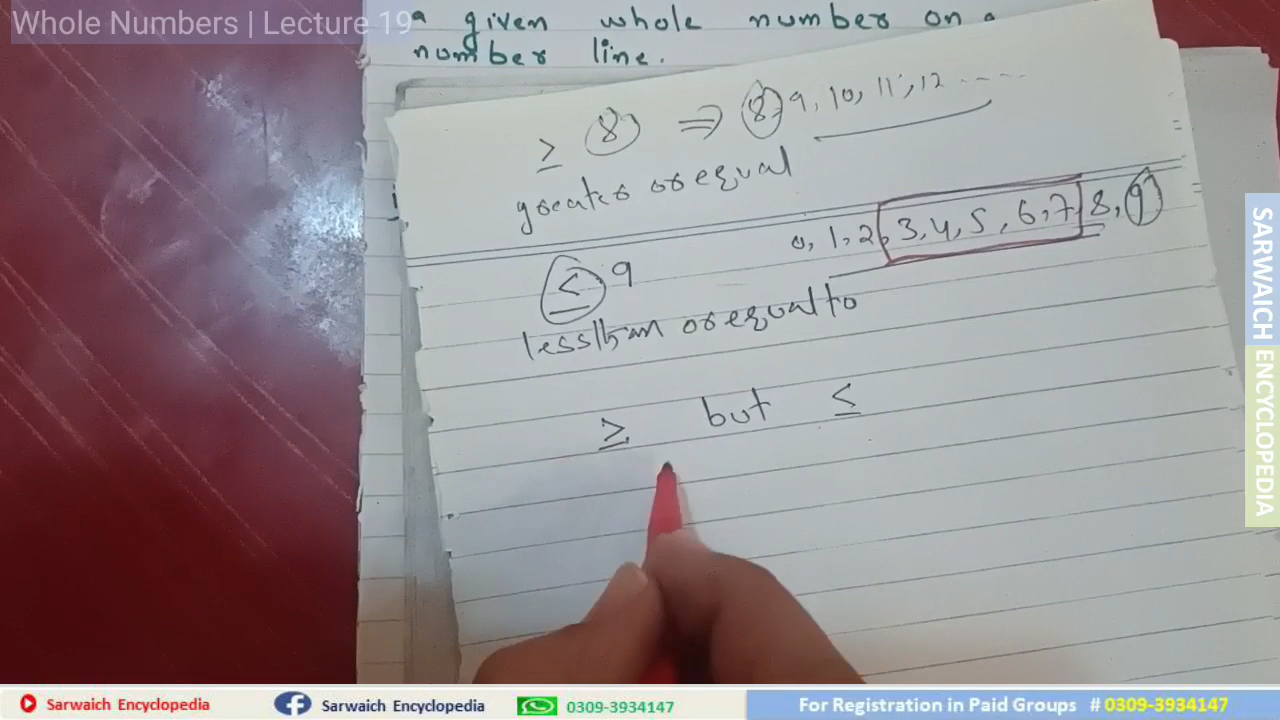 Whole Numbers | Lecture 19
a given whole number on a
number line.
≥ 8 ⇒ 8, 9, 10, 11, 12 ....
greater or equal
0, 1, 2, 3, 4, 5, 6, 7, 8, 9
≤ 9
less than or equal to
≥ but ≤
SARWAICH ENCYCLOPEDIA
Sarwaich Encyclopedia Sarwaich Encyclopedia 0309-3934147 For Registration in Paid Groups # 0309-3934147